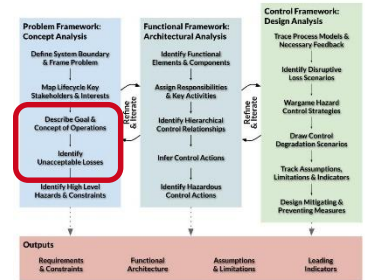 Problem Framework:
Concept Analysis
Define System Boundary
& Frame Problem
Map Lifecycle Key
Stakeholders & Interests
Describe Goal &
Concept of Operations
Identify
Unacceptable Losses
Identify High Level
Hazards & Constraints
Refine
& Iterate
Functional Framework:
Architectural Analysis
Identify Functional
Elements & Components
Assign Responsibilities
& Key Activities
Identify Hierarchical
Control Relationships
Infer Control Actions
Identify Hazardous
Control Actions
Refine
& Iterate
Control Framework:
Design Analysis
Trace Process Models &
Necessary Feedback
Identify Disruptive
Loss Scenarios
Wargame Hazard
Control Strategies
Draw Control
Degradation Scenarios
Track Assumptions,
Limitations & Indicators
Design Mitigating &
Preventing Measures
Outputs
Requirements
& Constraints
Functional
Architecture
Assumptions
& Limitations
Leading
Indicators